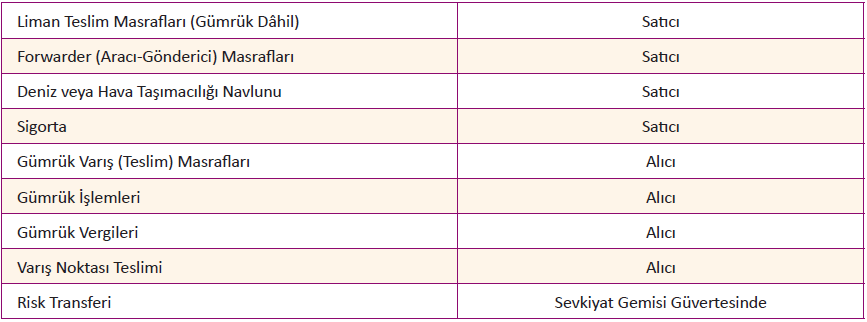 Liman Teslim Masrafları (Gümrük Dâhil) Satıcı
Forwarder (Aracı-Gönderici) Masrafları Satıcı
Deniz veya Hava Taşımacılığı Navlunu Satıcı
Sigorta Satıcı
Gümrük Varış (Teslim) Masrafları Alıcı
Gümrük İşlemleri Alıcı
Gümrük Vergileri Alıcı
Varış Noktası Teslimi Alıcı
Risk Transferi Sevkiyat Gemisi Güvertesinde